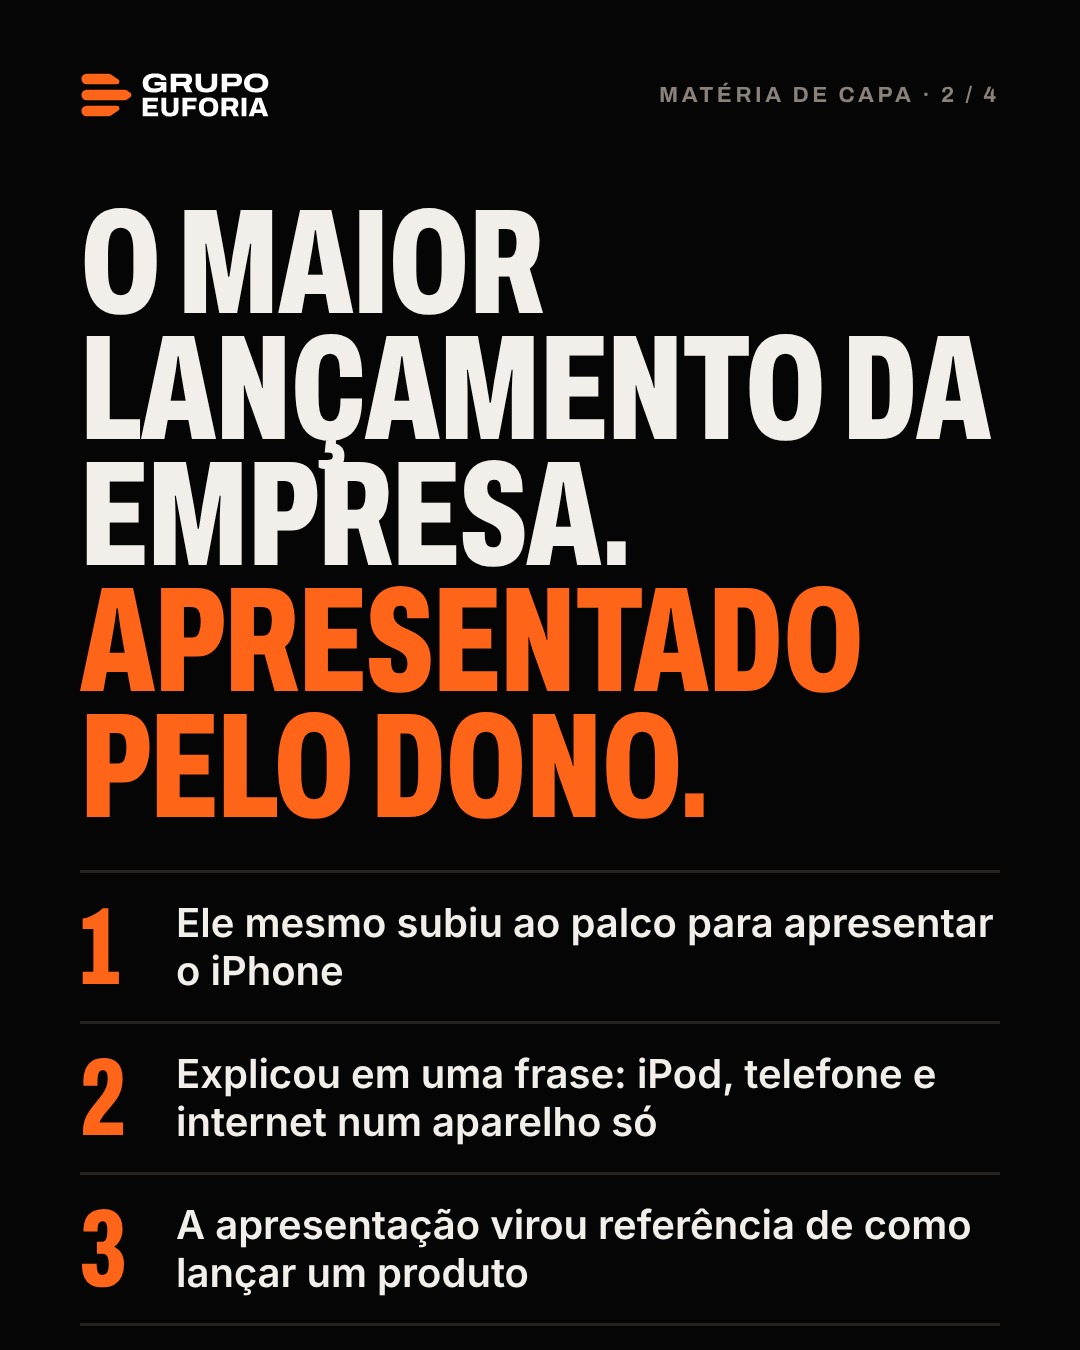 GRUPO
EUFORIA
MATÉRIA DE CAPA · 2 / 4
O MAIOR
LANÇAMENTO DA
EMPRESA.
APRESENTADO
PELO DONO.
1
Ele mesmo subiu ao palco para apresentar
o iPhone
2
Explicou em uma frase: iPod, telefone e
internet num aparelho só
3
A apresentação virou referência de como
lançar um produto